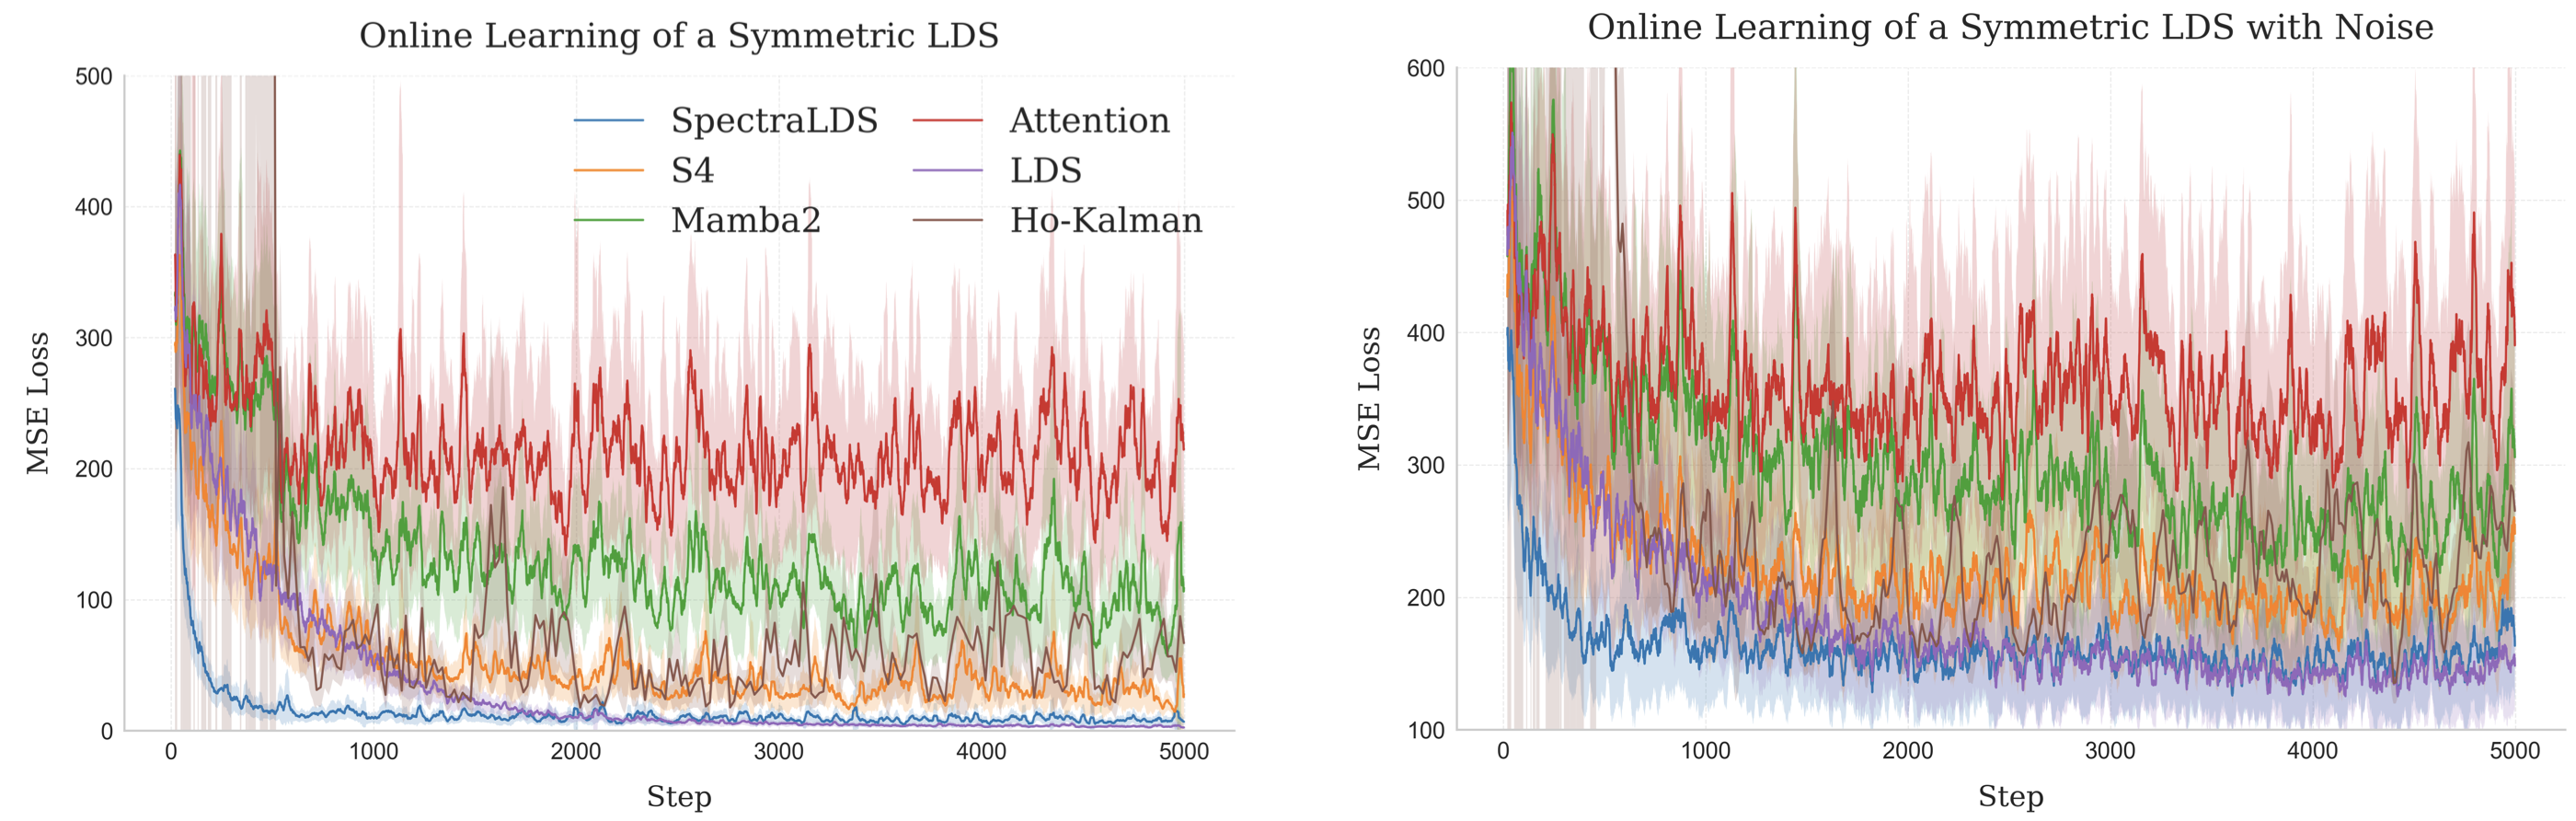 Online Learning of a Symmetric LDS
MSE Loss
500
400
300
200
100
0
SpectraLDS
S4
Mamba2
Attention
LDS
Ho-Kalman
0 1000 2000 3000 4000 5000
Step
Online Learning of a Symmetric LDS with Noise
MSE Loss
600
500
400
300
200
100
0 1000 2000 3000 4000 5000
Step